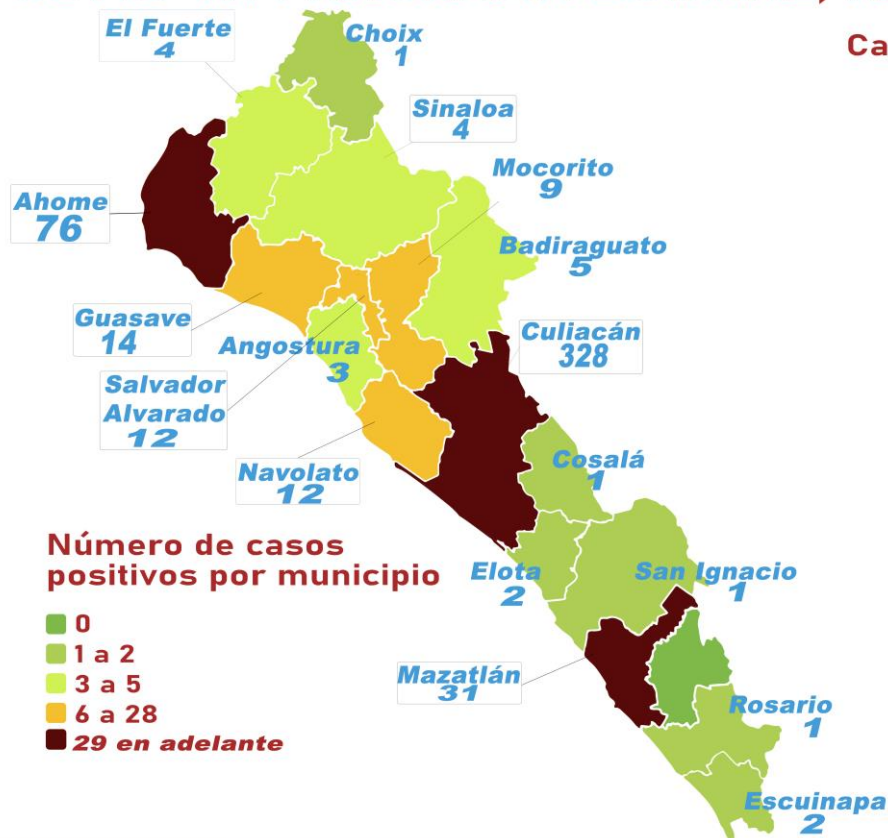 Ca
El Fuerte
4
Choix
1
Sinaloa
4
Mocorito
9
Ahome
76
Badiraguato
5
Guasave
14
Angostura
3
Culiacán
328
Salvador
Alvarado
12
Navolato
12
Cosalá
1
Número de casos
positivos por municipio
Elota
2
San Ignacio
1
0
1 a 2
3 a 5
6 a 28
29 en adelante
Mazatlán
31
Rosario
1
Escuinapa
2